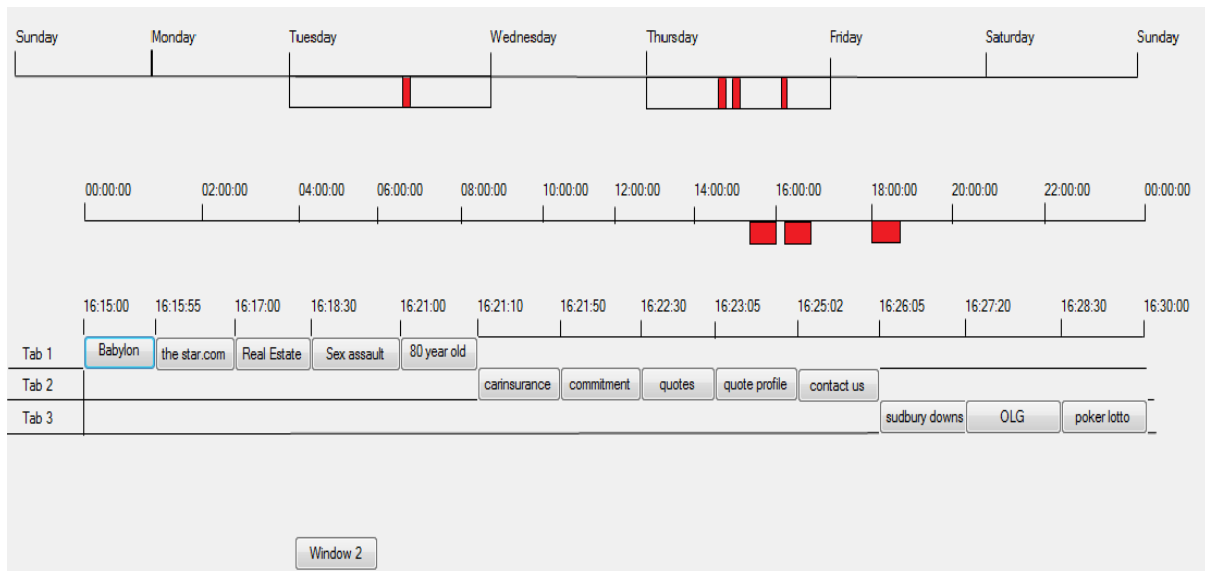 Sunday Monday Tuesday Wednesday Thursday Friday Saturday Sunday
00:00:00 02:00:00 04:00:00 06:00:00 08:00:00 10:00:00 12:00:00 14:00:00 16:00:00 18:00:00 20:00:00 22:00:00 00:00:00
16:15:00 16:15:55 16:17:00 16:18:30 16:21:00 16:21:10 16:21:50 16:22:30 16:23:05 16:25:02 16:26:05 16:27:20 16:28:30 16:30:00
Tab 1 Babylon the star.com Real Estate Sex assault 80 year old
Tab 2 carinsurance commitment quotes quote profile contact us
Tab 3 sudbury downs OLG poker lotto
Window 2